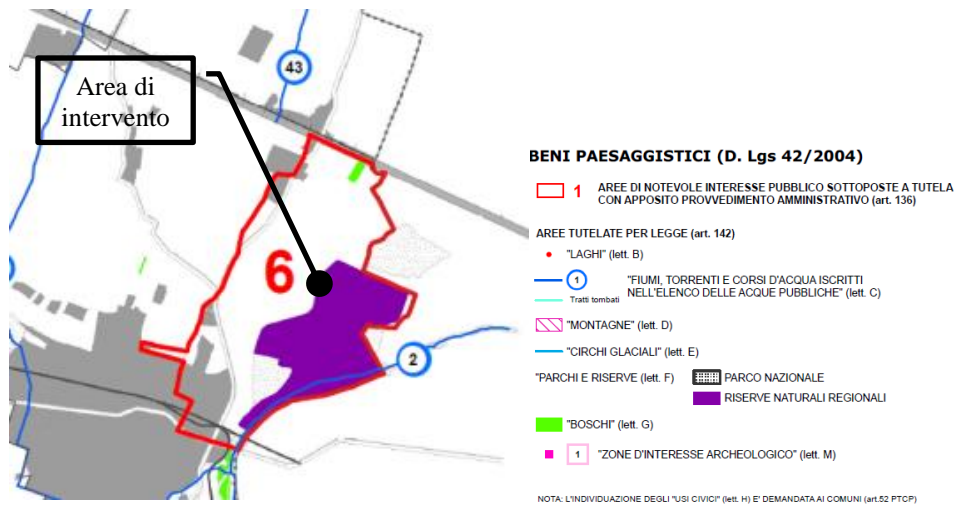 43
Area di
intervento
6
2
BENI PAESAGGISTICI (D. Lgs 42/2004)
1 AREE DI NOTEVOLE INTERESSE PUBBLICO SOTTOPOSTE A TUTELA
CON APPOSITO PROVVEDIMENTO AMMINISTRATIVO (art. 136)
AREE TUTELATE PER LEGGE (art. 142)
"LAGHI" (lett. B)
1 "FIUMI, TORRENTI E CORSI D'ACQUA ISCRITTI
NELL'ELENCO DELLE ACQUE PUBBLICHE" (lett. C)
Tratti tombati
"MONTAGNE" (lett. D)
"CIRCHI GLACIALI" (lett. E)
"PARCHI E RISERVE (lett. F) PARCO NAZIONALE
RISERVE NATURALI REGIONALI
"BOSCHI" (lett. G)
1 "ZONE D'INTERESSE ARCHEOLOGICO" (lett. M)
NOTA: L'INDIVIDUAZIONE DEGLI "USI CIVICI" (lett. H) E' DEMANDATA AI COMUNI (art.52 PTCP)